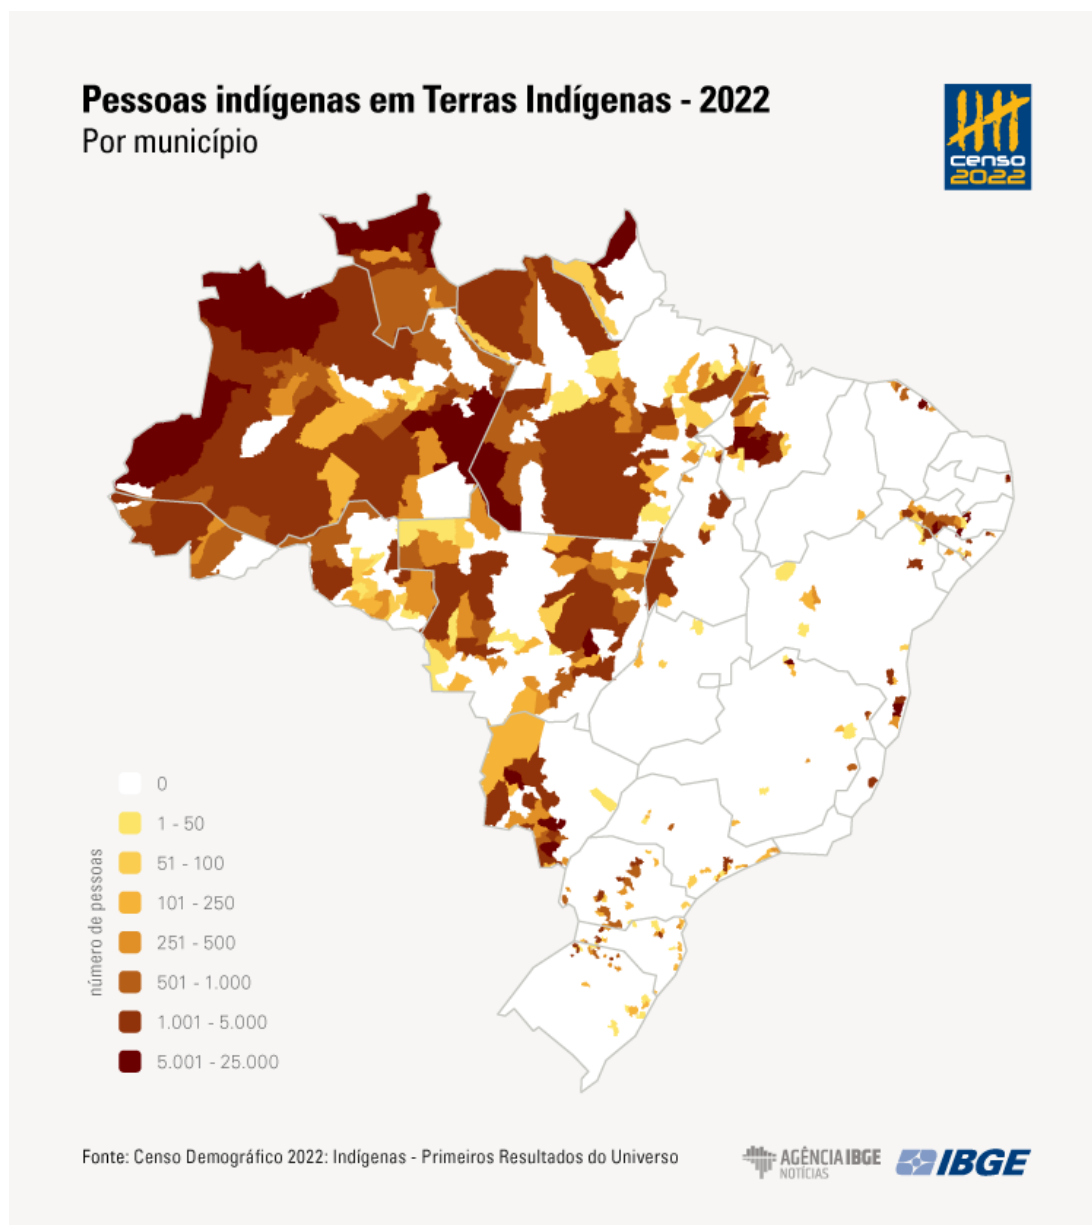 Pessoas indígenas em Terras Indígenas - 2022
Por município
censo
2022
número de pessoas
0
1 - 50
51 - 100
101 - 250
251 - 500
501 - 1.000
1.001 - 5.000
5.001 - 25.000
Fonte: Censo Demográfico 2022: Indígenas - Primeiros Resultados do Universo
AGÊNCIA IBGE
NOTÍCIAS
IBGE